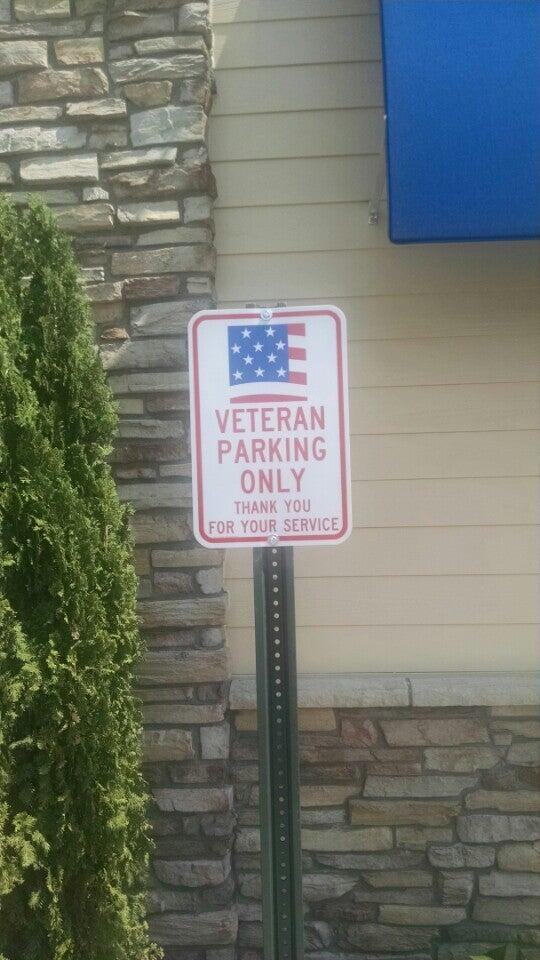 VETERAN
PARKING
ONLY
THANK YOU
FOR YOUR SERVICE